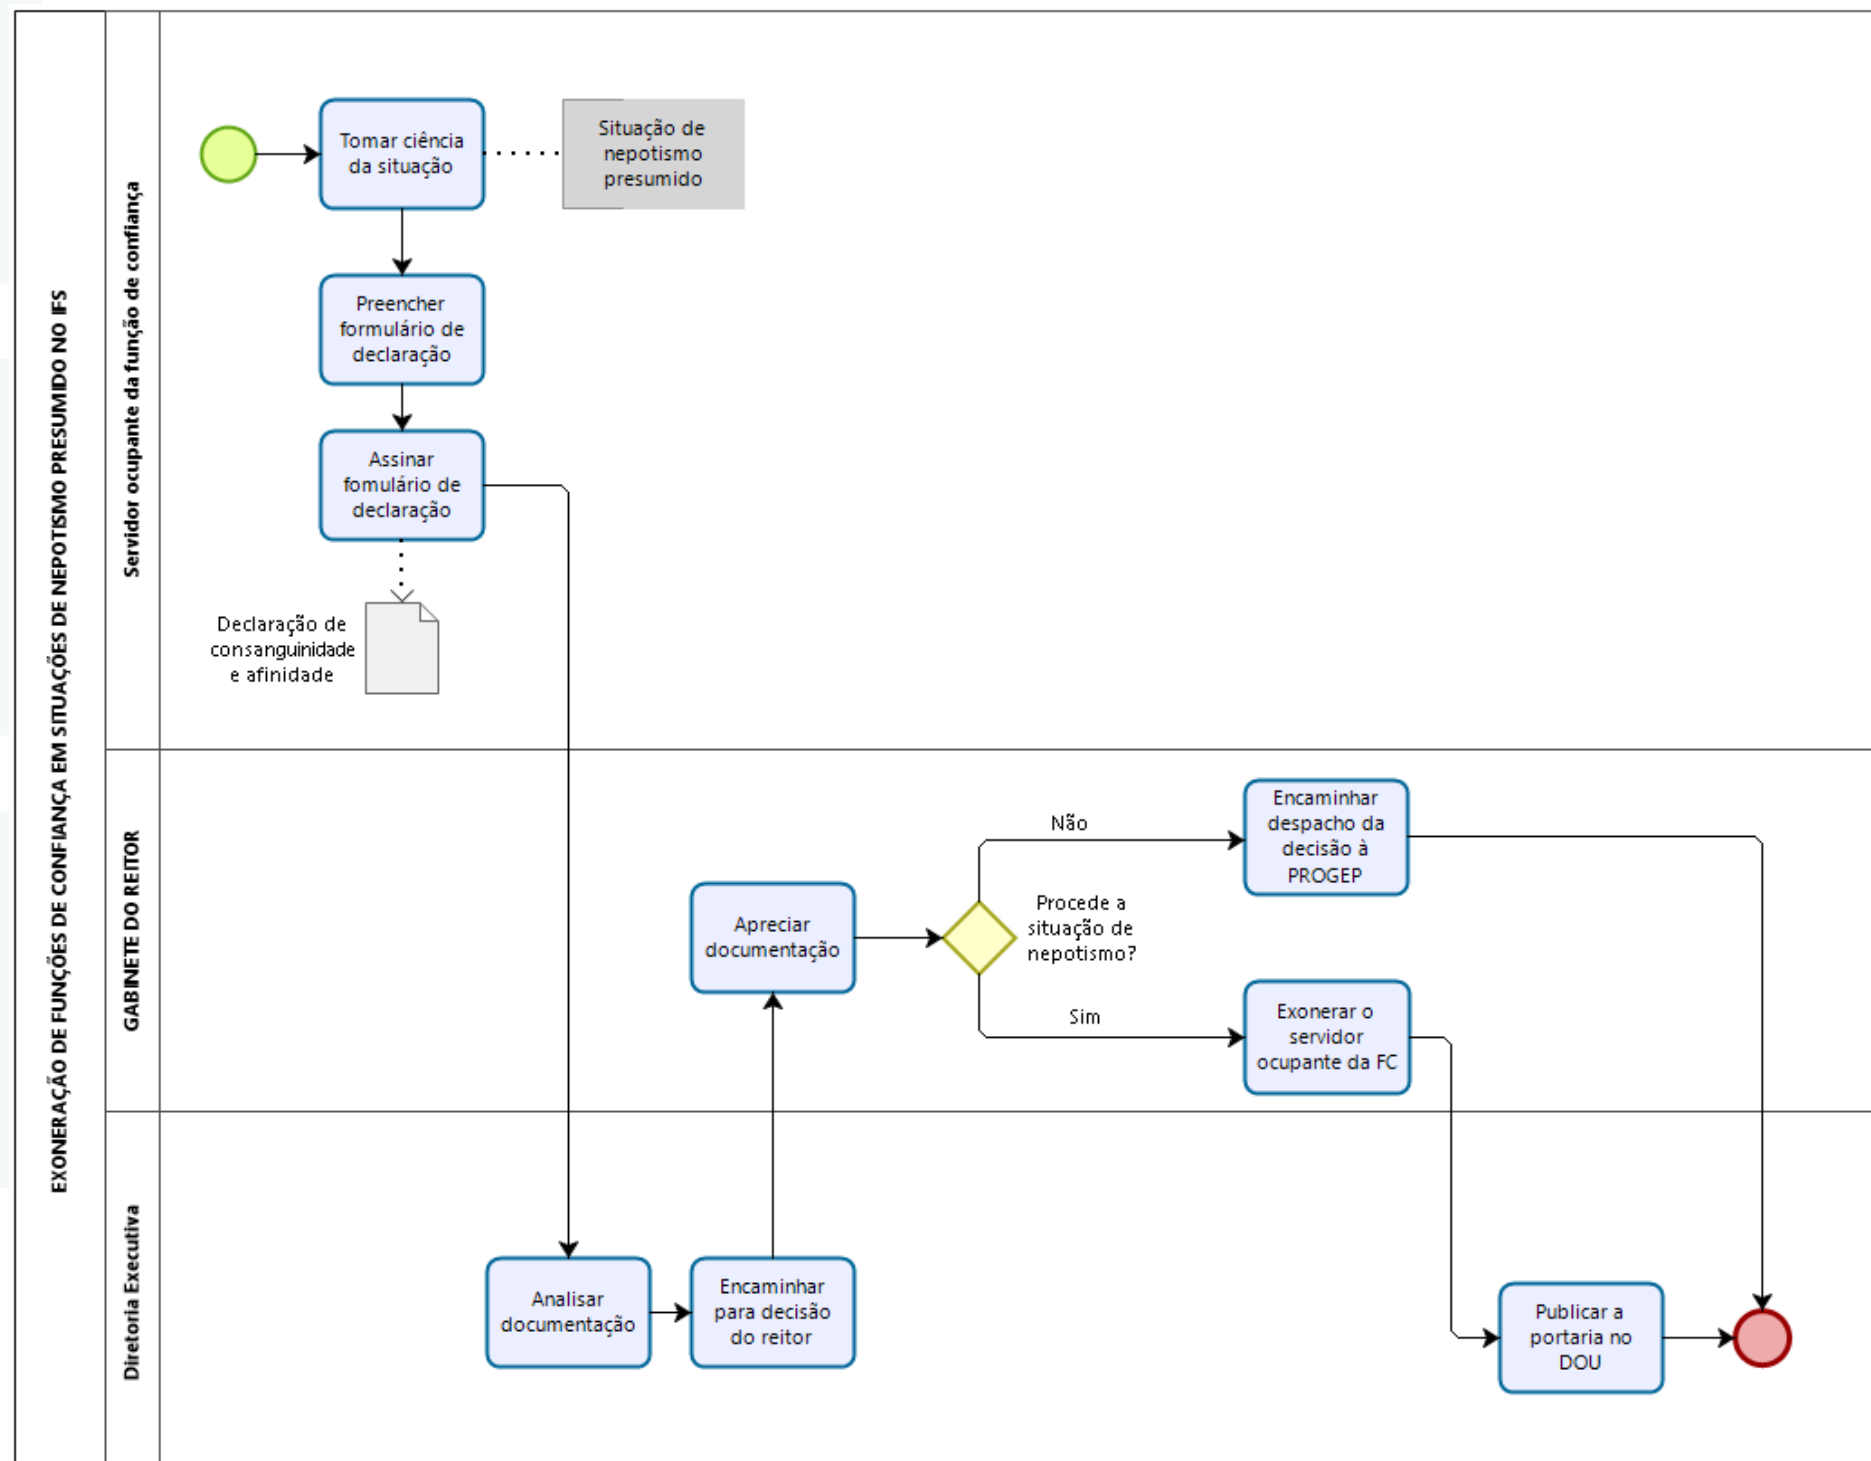 EXONERAÇÃO DE FUNÇÕES DE CONFIANÇA EM SITUAÇÕES DE NEPOTISMO PRESUMIDO NO IFS
Servidor ocupante da função de confiança
Tomar ciência
da situação
Situação de
nepotismo
presumido
Preencher
formulário de
declaração
Assinar
fomulário de
declaração
Declaração de
consanguinidade
e afinidade
GABINETE DO REITOR
Apreciar
documentação
Procede a
situação de
nepotismo?
Não
Encaminhar
despacho da
decisão à
PROGEP
Sim
Exonerar o
servidor
ocupante da FC
Diretoria Executiva
Analisar
documentação
Encaminhar
para decisão
do reitor
Publicar a
portaria no
DOU